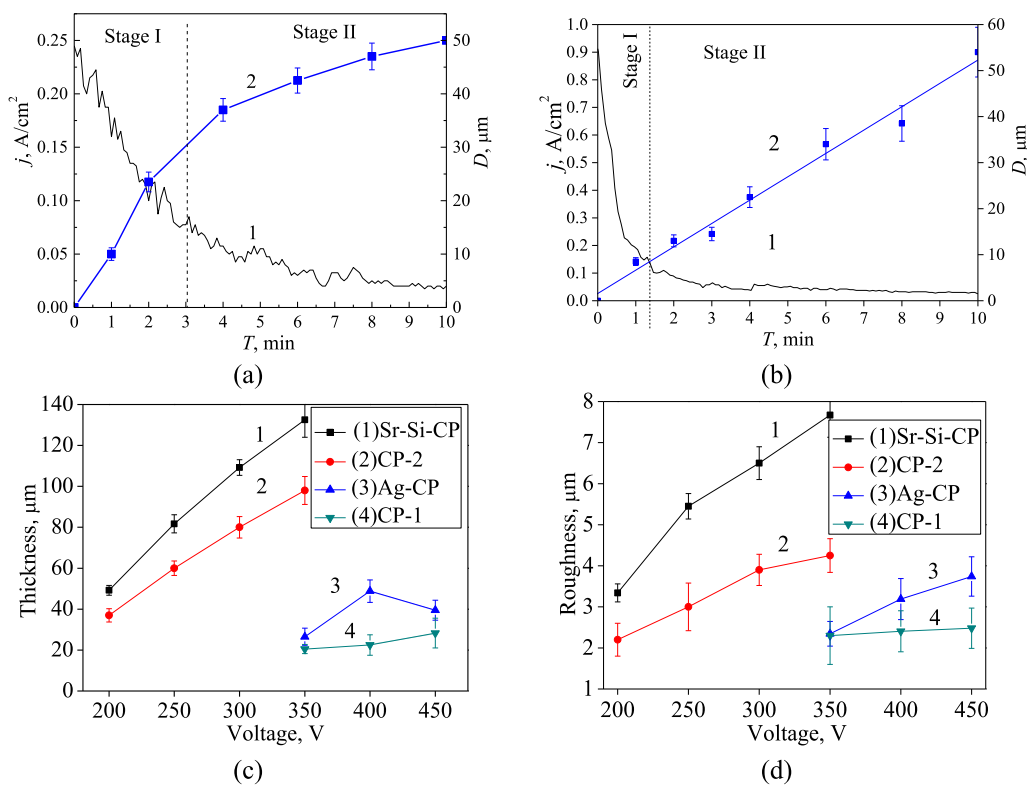 Stage I
Stage II
0.25
0.20
0.15
0.10
0.05
0.00
j, A/cm²
50
40
30
20
10
0
D, μm
2
1
0 1 2 3 4 5 6 7 8 9 10
T, min
(a)
Stage I
Stage II
1.0
0.9
0.8
0.7
0.6
0.5
0.4
0.3
0.2
0.1
0.0
j, A/cm²
60
50
40
30
20
10
0
D, μm
2
1
0 1 2 3 4 5 6 7 8 9 10
T, min
(b)
140
120
100
80
60
40
20
0
Thickness, μm
1
2
3
4
(1)Sr-Si-CP
(2)CP-2
(3)Ag-CP
(4)CP-1
200 250 300 350 400 450
Voltage, V
(c)
8
7
6
5
4
3
2
1
Roughness, μm
1
2
3
4
(1)Sr-Si-CP
(2)CP-2
(3)Ag-CP
(4)CP-1
200 250 300 350 400 450
Voltage, V
(d)